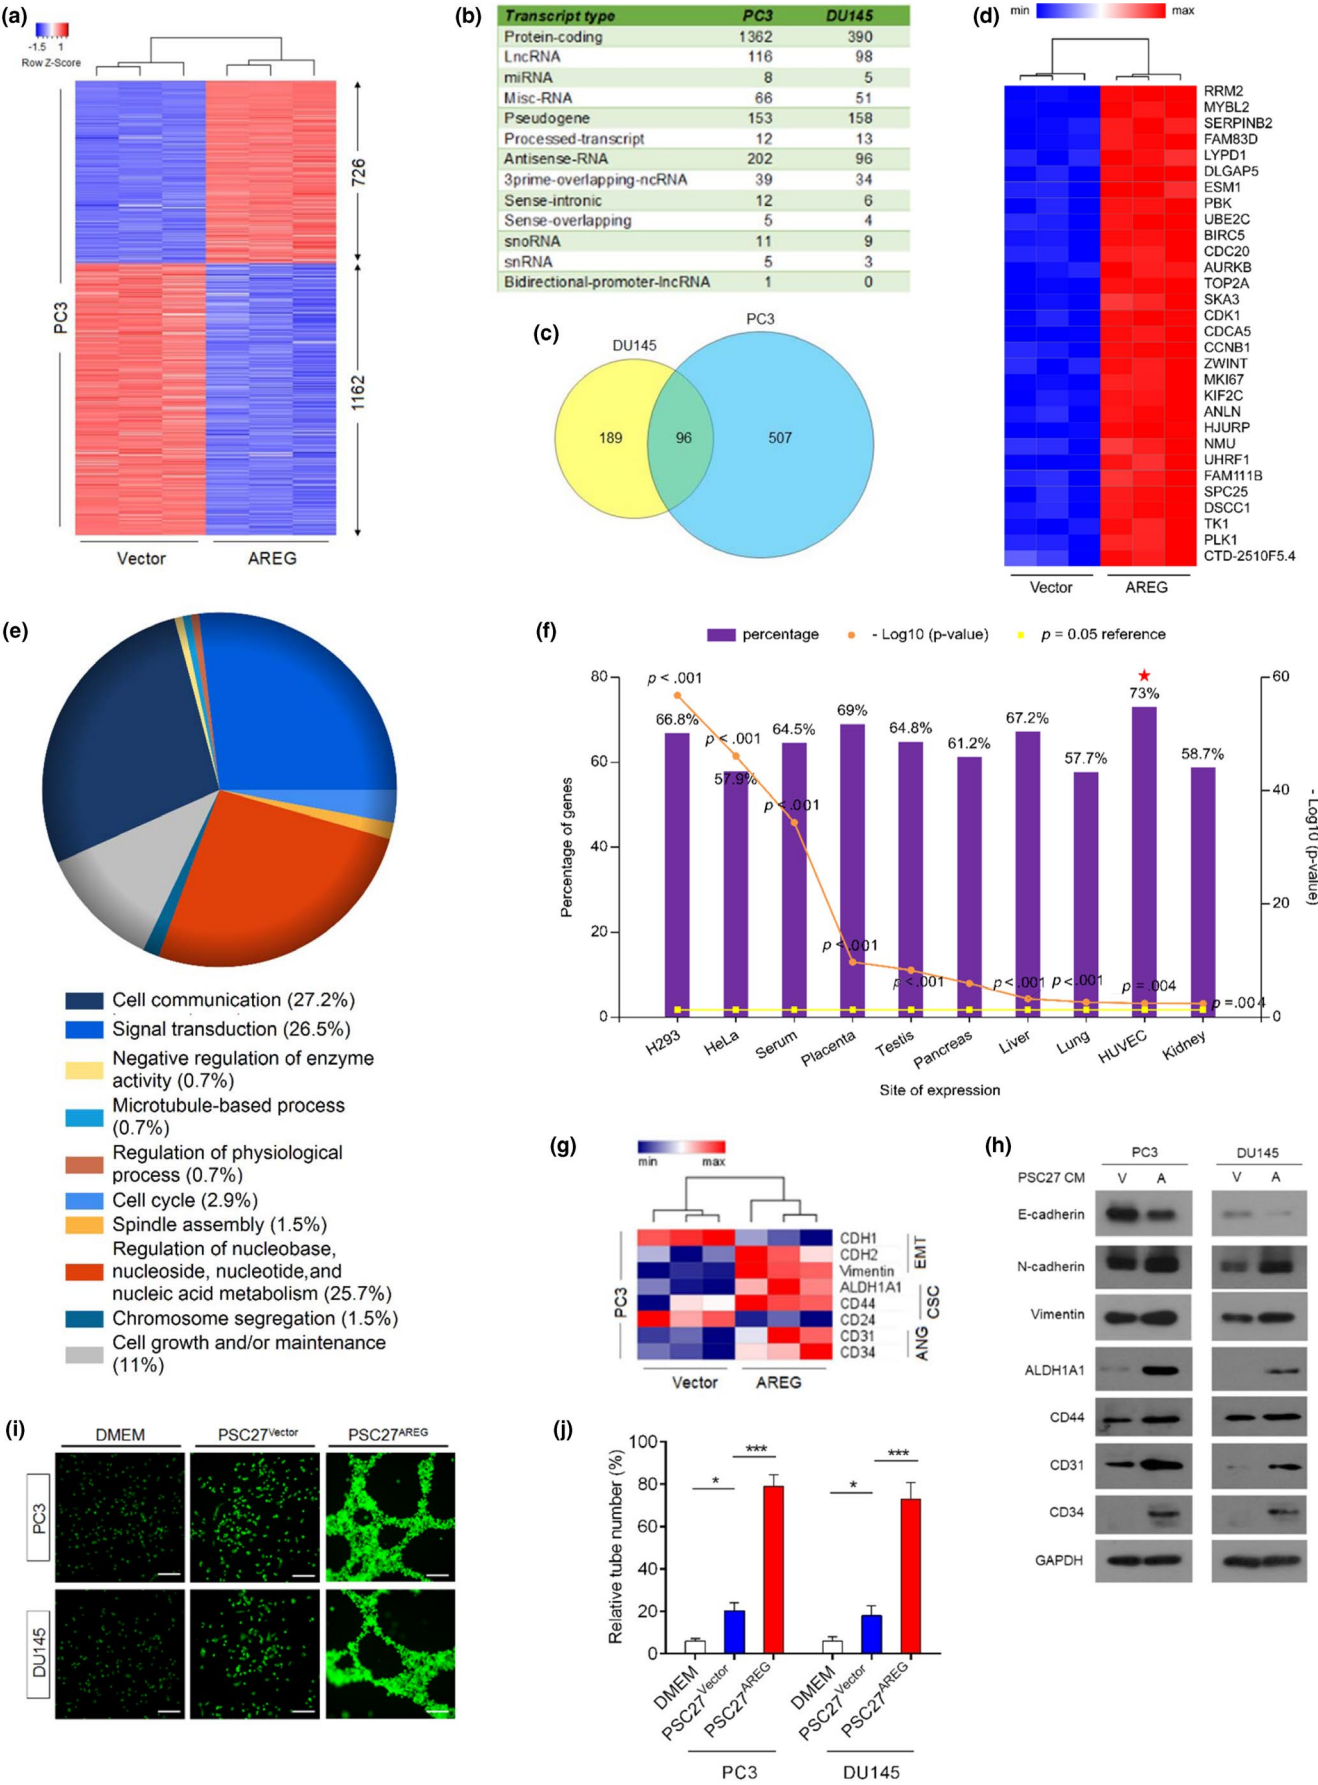 (a)
-1.5 1
Row Z-Score
PC3
726
1162
Vector AREG
(b)
Transcript type PC3 DU145
Protein-coding 1362 390
LncRNA 116 98
miRNA 8 5
Misc-RNA 66 51
Pseudogene 153 158
Processed-transcript 12 13
Antisense-RNA 202 96
3prime-overlapping-ncRNA 39 34
Sense-intronic 12 6
Sense-overlapping 5 4
snoRNA 11 9
snRNA 5 3
Bidirectional-promoter-lncRNA 1 0
(c)
PC3
DU145
189 96 507
(d)
min max
RRM2
MYBL2
SERPINB2
FAM83D
LYPD1
DLGAP5
ESM1
PBK
UBE2C
BIRC5
CDC20
AURKB
TOP2A
SKA3
CDK1
CDCA5
CCNB1
ZWINT
MKI67
KIF2C
ANLN
HJURP
NMU
UHRF1
FAM111B
SPC25
DSCC1
TK1
PLK1
CTD-2510F5.4
Vector AREG
(e)
Cell communication (27.2%)
Signal transduction (26.5%)
Negative regulation of enzyme
activity (0.7%)
Microtubule-based process
(0.7%)
Regulation of physiological
process (0.7%)
Cell cycle (2.9%)
Spindle assembly (1.5%)
Regulation of nucleobase,
nucleoside, nucleotide,and
nucleic acid metabolism (25.7%)
Chromosome segregation (1.5%)
Cell growth and/or maintenance
(11%)
(f)
percentage - Log10 (p-value) p = 0.05 reference
Percentage of genes
80
60
40
20
0
p < .001
66.8%
p < .001
57.9%
64.5%
p < .001
69%
p < .001
64.8%
p < .001
61.2%
67.2%
p < .001
57.7%
p < .001
73%
p = .004
58.7%
p = .004
60
40
20
0
- Log10 (p-value)
H293 HeLa Serum Placenta Testis Pancreas Liver Lung HUVEC Kidney
Site of expression
(g)
min max
PC3
CDH1
CDH2
Vimentin
ALDH1A1
CD44
CD24
CD31
CD34
EMT
CSC
ANG
Vector AREG
(h)
PC3 DU145
PSC27 CM V A V A
E-cadherin
N-cadherin
Vimentin
ALDH1A1
CD44
CD31
CD34
GAPDH
(i)
DMEM PSC27Vector PSC27AREG
PC3
DU145
(j)
Relative tube number (%)
100
80
60
40
20
0
* *** * ***
DMEM PSC27Vector PSC27AREG DMEM PSC27Vector PSC27AREG
PC3 DU145